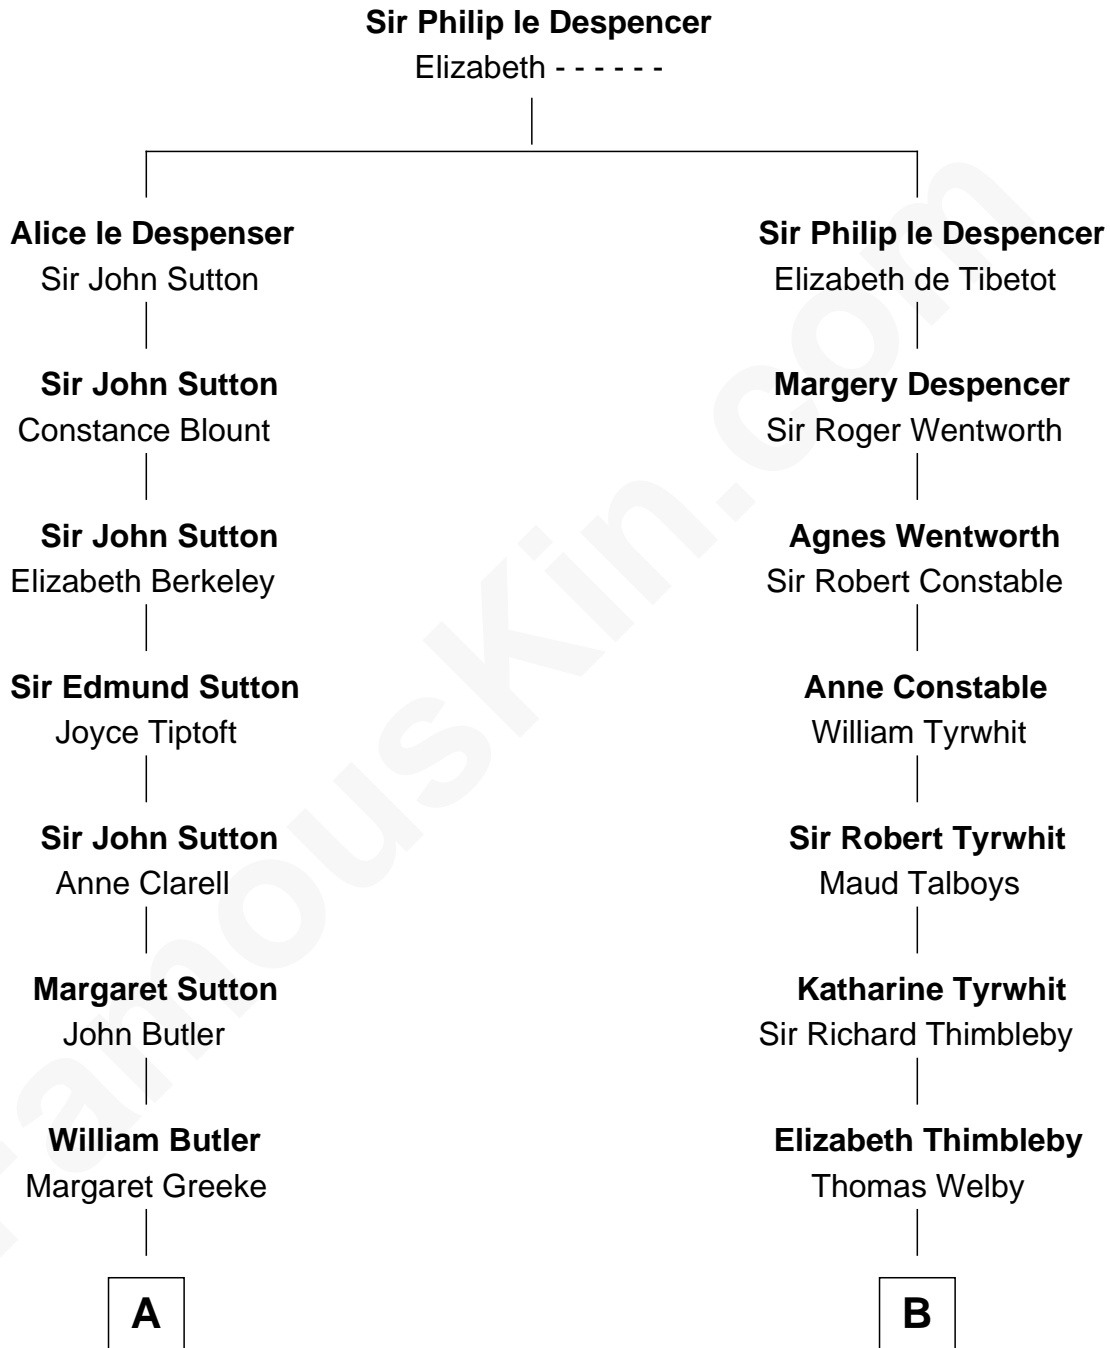 Sir Philip le Despencer
Elizabeth - - - - - -
Alice le Despenser
Sir John Sutton
Sir Philip le Despencer
Elizabeth de Tibetot
Sir John Sutton
Constance Blount
Margery Despencer
Sir Roger Wentworth
Sir John Sutton
Elizabeth Berkeley
Agnes Wentworth
Sir Robert Constable
Sir Edmund Sutton
Joyce Tiptoft
Anne Constable
William Tyrwhit
Sir John Sutton
Anne Clarell
Sir Robert Tyrwhit
Maud Talboys
Margaret Sutton
John Butler
Katharine Tyrwhit
Sir Richard Thimbleby
William Butler
Margaret Greeke
Elizabeth Thimbleby
Thomas Welby
A
B
FamousKin.com